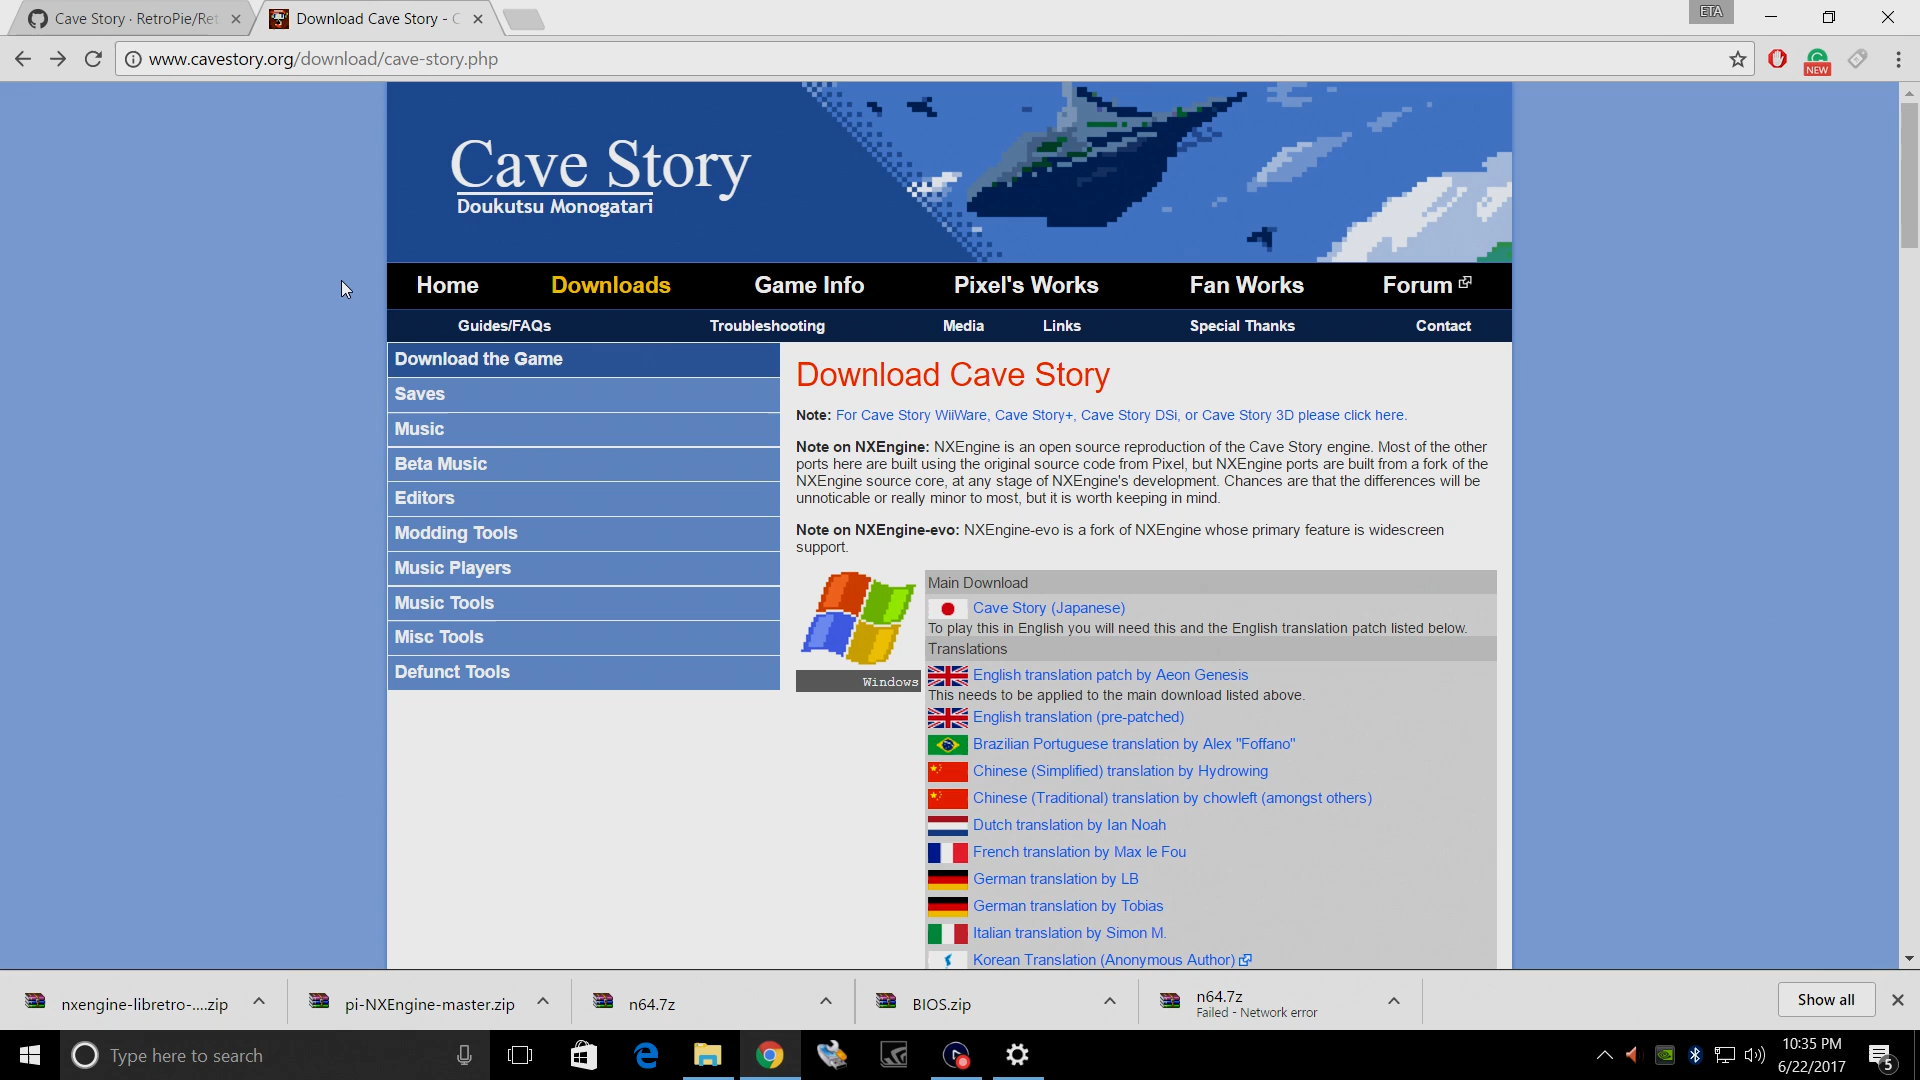 Cave Story · RetroPie/Ret
Download Cave Story - C
ETA
www.cavestory.org/download/cave-story.php
NEW
Cave Story
Doukutsu Monogatari
Home
Downloads
Game Info
Pixel's Works
Fan Works
Forum
Guides/FAQs
Troubleshooting
Media
Links
Special Thanks
Contact
Download the Game
Saves
Music
Beta Music
Editors
Modding Tools
Music Players
Music Tools
Misc Tools
Defunct Tools
Download Cave Story
Note: For Cave Story WiiWare, Cave Story+, Cave Story DSi, or Cave Story 3D please click here.
Note on NXEngine: NXEngine is an open source reproduction of the Cave Story engine. Most of the other
ports here are built using the original source code from Pixel, but NXEngine ports are built from a fork of the
NXEngine source core, at any stage of NXEngine's development. Chances are that the differences will be
unnoticable or really minor to most, but it is worth keeping in mind.
Note on NXEngine-evo: NXEngine-evo is a fork of NXEngine whose primary feature is widescreen
support.
Windows
Main Download
Cave Story (Japanese)
To play this in English you will need this and the English translation patch listed below.
Translations
English translation patch by Aeon Genesis
This needs to be applied to the main download listed above.
English translation (pre-patched)
Brazilian Portuguese translation by Alex "Foffano"
Chinese (Simplified) translation by Hydrowing
Chinese (Traditional) translation by chowleft (amongst others)
Dutch translation by Ian Noah
French translation by Max le Fou
German translation by LB
German translation by Tobias
Italian translation by Simon M.
Korean Translation (Anonymous Author)
nxengine-libretro-....zip
pi-NXEngine-master.zip
n64.7z
BIOS.zip
n64.7z
Failed - Network error
Show all
Type here to search
10:35 PM
6/22/2017
5